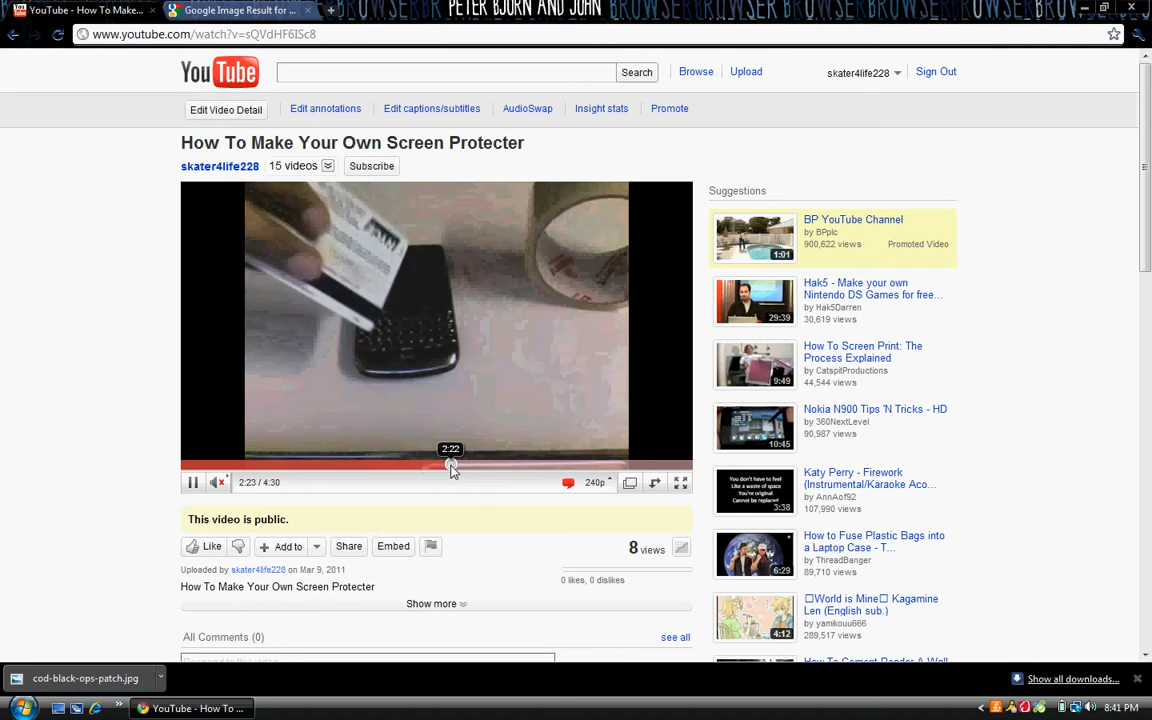 YouTube - How To Make...
Google Image Result for ...
PETER BJORN AND JOHN
www.youtube.com/watch?v=sQVdHF6ISc8
YouTube
Search
Browse
Upload
skater4life228
Sign Out
Edit Video Detail
Edit annotations
Edit captions/subtitles
AudioSwap
Insight stats
Promote
How To Make Your Own Screen Protecter
skater4life228
15 videos
Subscribe
2:22
2:23 / 4:30
240p
This video is public.
Like
Add to
Share
Embed
8 views
Uploaded by skater4life228 on Mar 9, 2011
0 likes, 0 dislikes
How To Make Your Own Screen Protecter
Show more
All Comments (0)
see all
Suggestions
BP YouTube Channel
by BPplc
900,622 views
Promoted Video
1:01
Hak5 - Make your own
Nintendo DS Games for free...
by Hak5Darren
30,619 views
29:39
How To Screen Print: The
Process Explained
by CatspitProductions
44,544 views
9:49
Nokia N900 Tips 'N Tricks - HD
by 360NextLevel
90,987 views
10:45
Katy Perry - Firework
(Instrumental/Karaoke Aco...
by AnnAof92
107,990 views
3:38
How to Fuse Plastic Bags into
a Laptop Case - T...
by ThreadBanger
89,710 views
6:29
□World is Mine□ Kagamine
Len (English sub.)
by yamikouu666
289,517 views
4:12
How To Cement Render A Wall
cod-black-ops-patch.jpg
Show all downloads...
YouTube - How To ...
8:41 PM